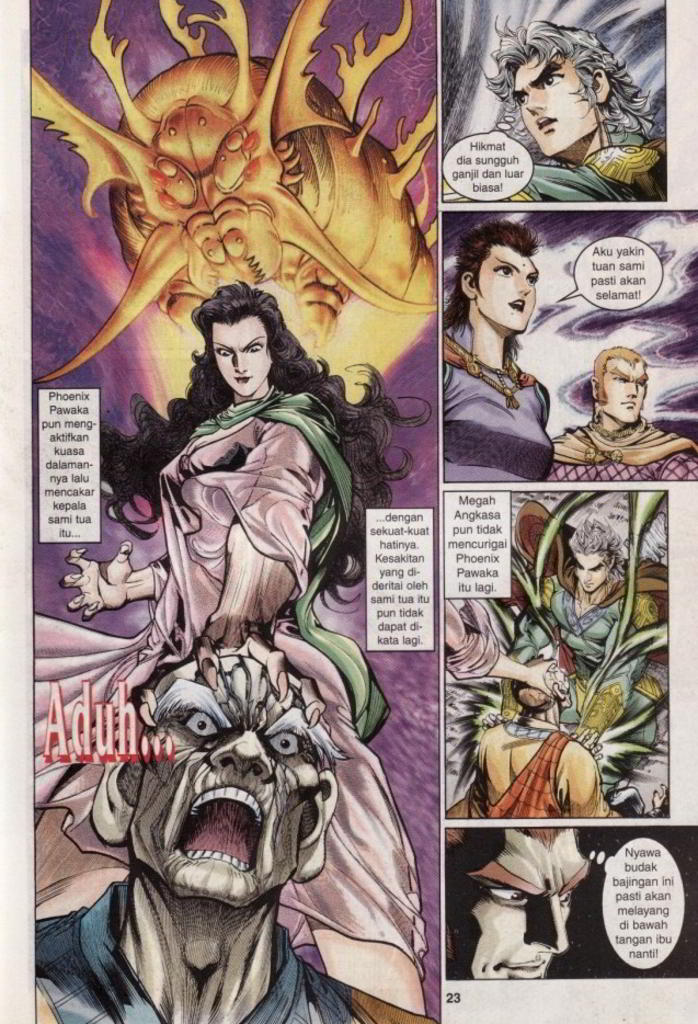 Phoenix
Pawaka
pun meng-
aktifkan
kuasa
dalaman-
nya lalu
mencakar
kepala
sami tua
itu...
...dengan
sekuat-kuat
hatinya.
Kesakitan
yang di-
deritai oleh
sami tua itu
pun tidak
dapat di-
kata lagi.
Aduh...
Hikmat
dia sungguh
ganjil dan luar
biasa!
Aku yakin
tuan sami
pasti akan
selamat!
Megah
Angkasa
pun tidak
mencurigai
Phoenix
Pawaka
itu lagi.
Nyawa
budak
bajingan ini
pasti akan
melayang
di bawah
tangan ibu
nanti!
23